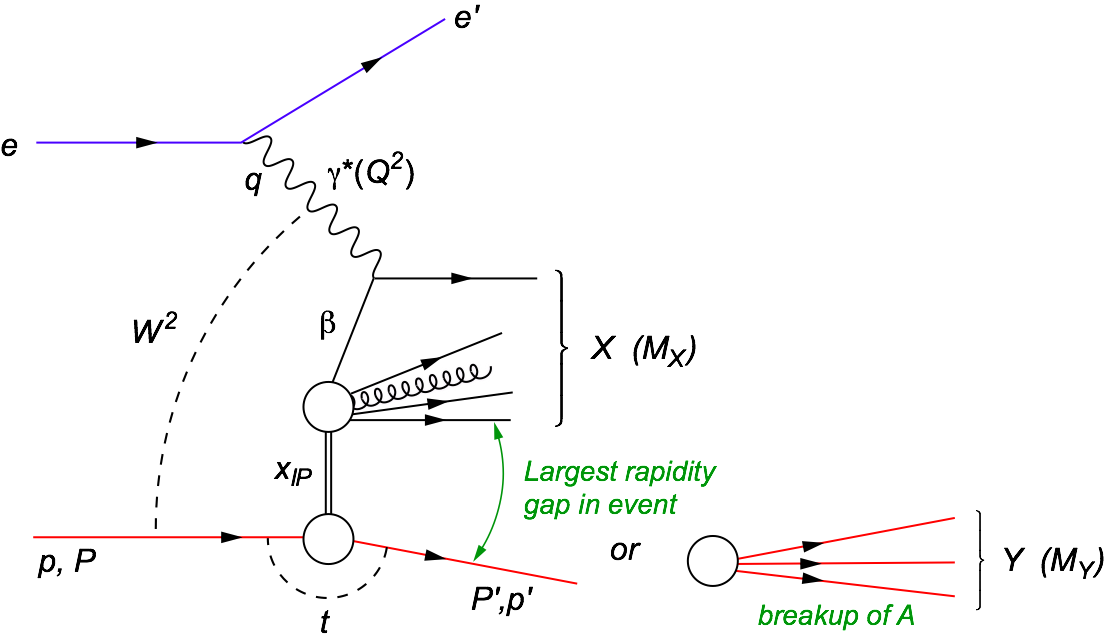 e'
e
q
γ*(Q²)
W²
β
X (M_X)
x_IP
Largest rapidity
gap in event
p, P
or
Y (M_Y)
P',p'
breakup of A
t